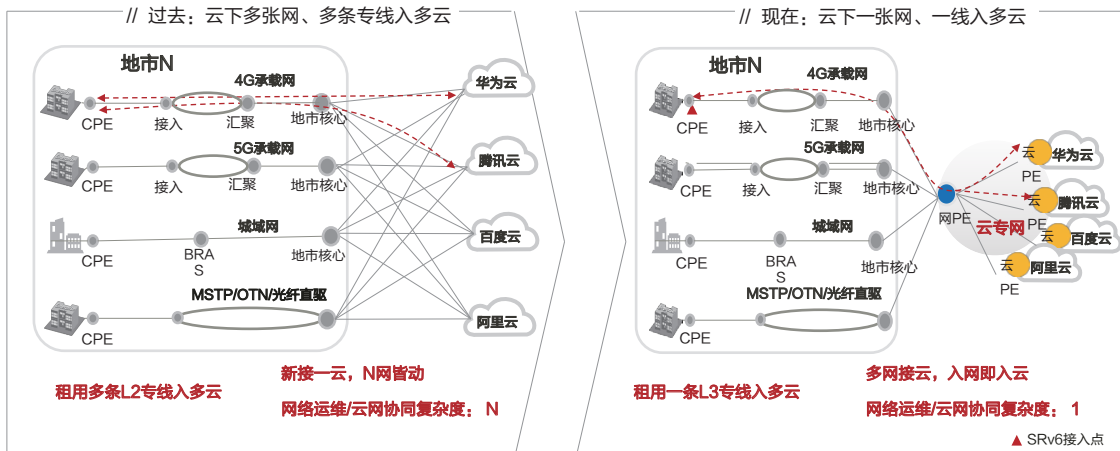 // 过去：云下多张网、多条专线入多云
地市N
4G承载网
CPE
接入
汇聚
地市核心
5G承载网
CPE
接入
汇聚
地市核心
城域网
CPE
BRA
S
地市核心
MSTP/OTN/光纤直驱
CPE
华为云
腾讯云
百度云
阿里云
租用多条L2专线入多云
新接一云，N网皆动
网络运维/云网协同复杂度：N
// 现在：云下一张网、一线入多云
地市N
4G承载网
CPE
接入
汇聚
地市核心
5G承载网
CPE
接入
汇聚
地市核心
城域网
CPE
BRA
S
地市核心
MSTP/OTN/光纤直驱
CPE
网PE
云专网
云
PE
华为云
云
PE
腾讯云
云
PE
百度云
云
PE
阿里云
租用一条L3专线入多云
多网接云，入网即入云
网络运维/云网协同复杂度：1
▲ SRv6接入点